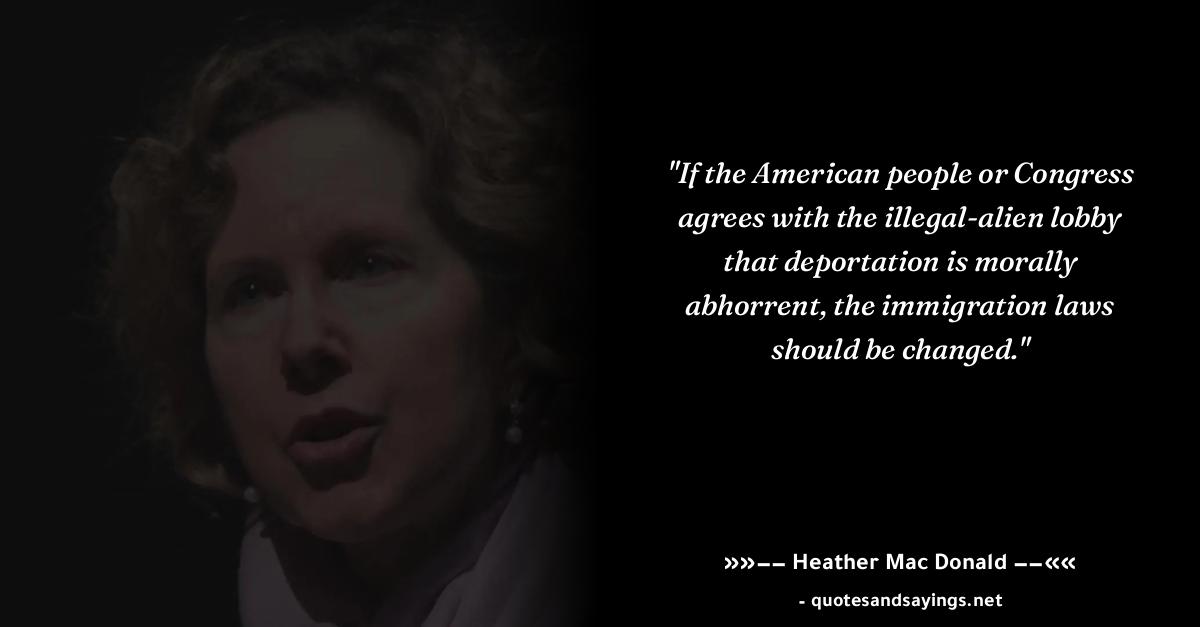 "If the American people or Congress
agrees with the illegal-alien lobby
that deportation is morally
abhorrent, the immigration laws
should be changed."
»»−− Heather Mac Donald −−««
- quotesandsayings.net